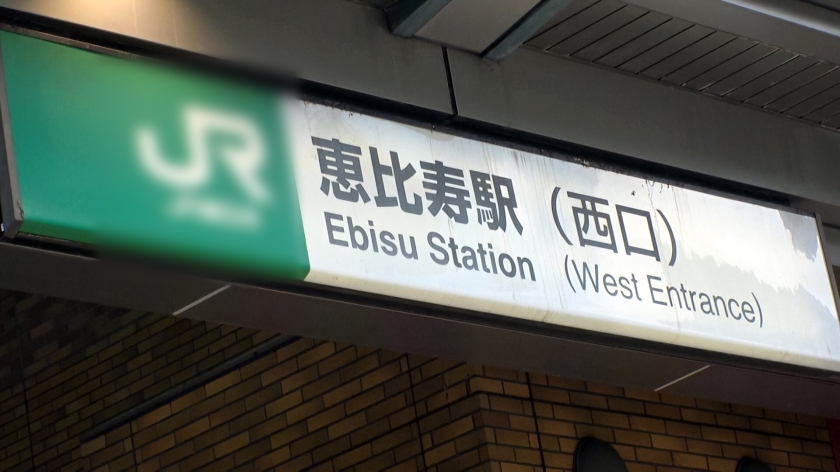 JR
恵比寿駅 (西口)
Ebisu Station (West Entrance)